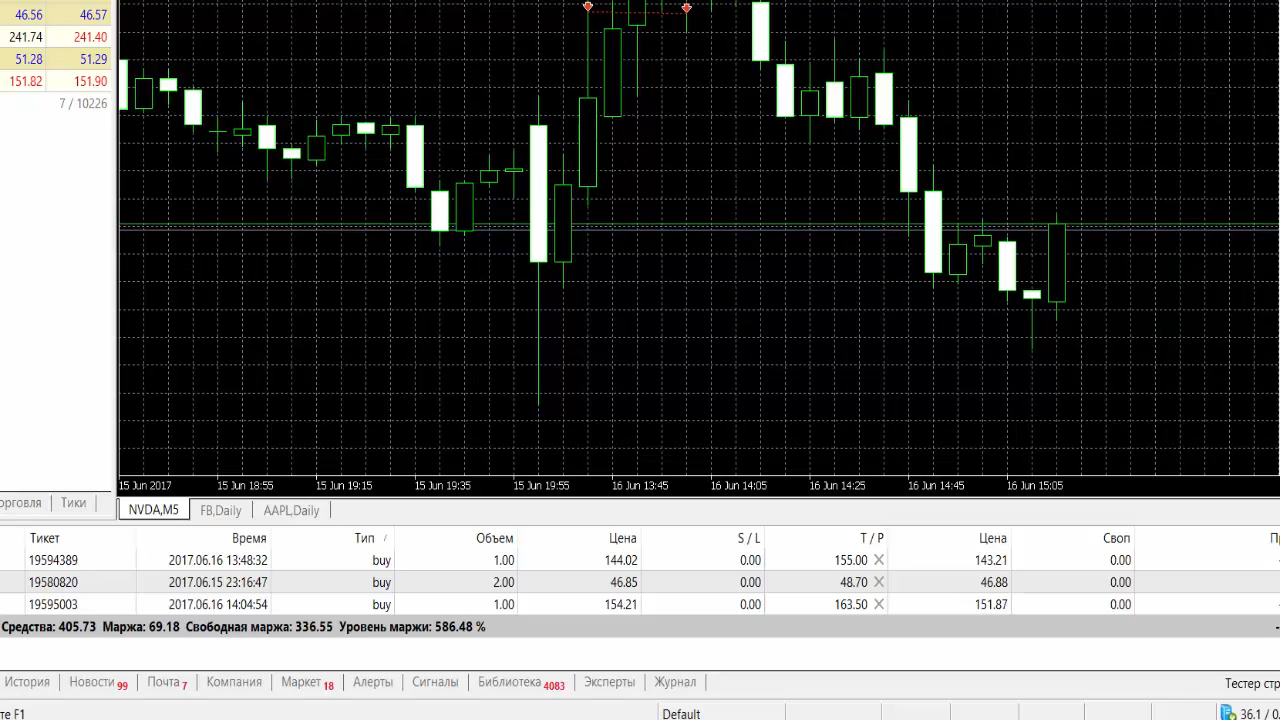 46.56 46.57
241.74 241.40
51.28 51.29
151.82 151.90
7 / 10226
15 Jun 2017 15 Jun 18:55 15 Jun 19:15 15 Jun 19:35 15 Jun 19:55 16 Jun 13:45 16 Jun 14:05 16 Jun 14:25 16 Jun 14:45 16 Jun 15:05
орговля Тики
NVDA,M5 FB,Daily AAPL,Daily
Тикет Время Тип / Объем Цена S / L T / P Цена Своп Пр
19594389 2017.06.16 13:48:32 buy 1.00 144.02 0.00 155.00 143.21 0.00
19580820 2017.06.15 23:16:47 buy 2.00 46.85 0.00 48.70 46.88 0.00
19595003 2017.06.16 14:04:54 buy 1.00 154.21 0.00 163.50 151.87 0.00
Средства: 405.73 Маржа: 69.18 Свободная маржа: 336.55 Уровень маржи: 586.48 % -
История Новости 99 Почта 7 Компания Маркет 18 Алерты Сигналы Библиотека 4083 Эксперты Журнал Тестер стр
те F1 Default 36.1 / 0.